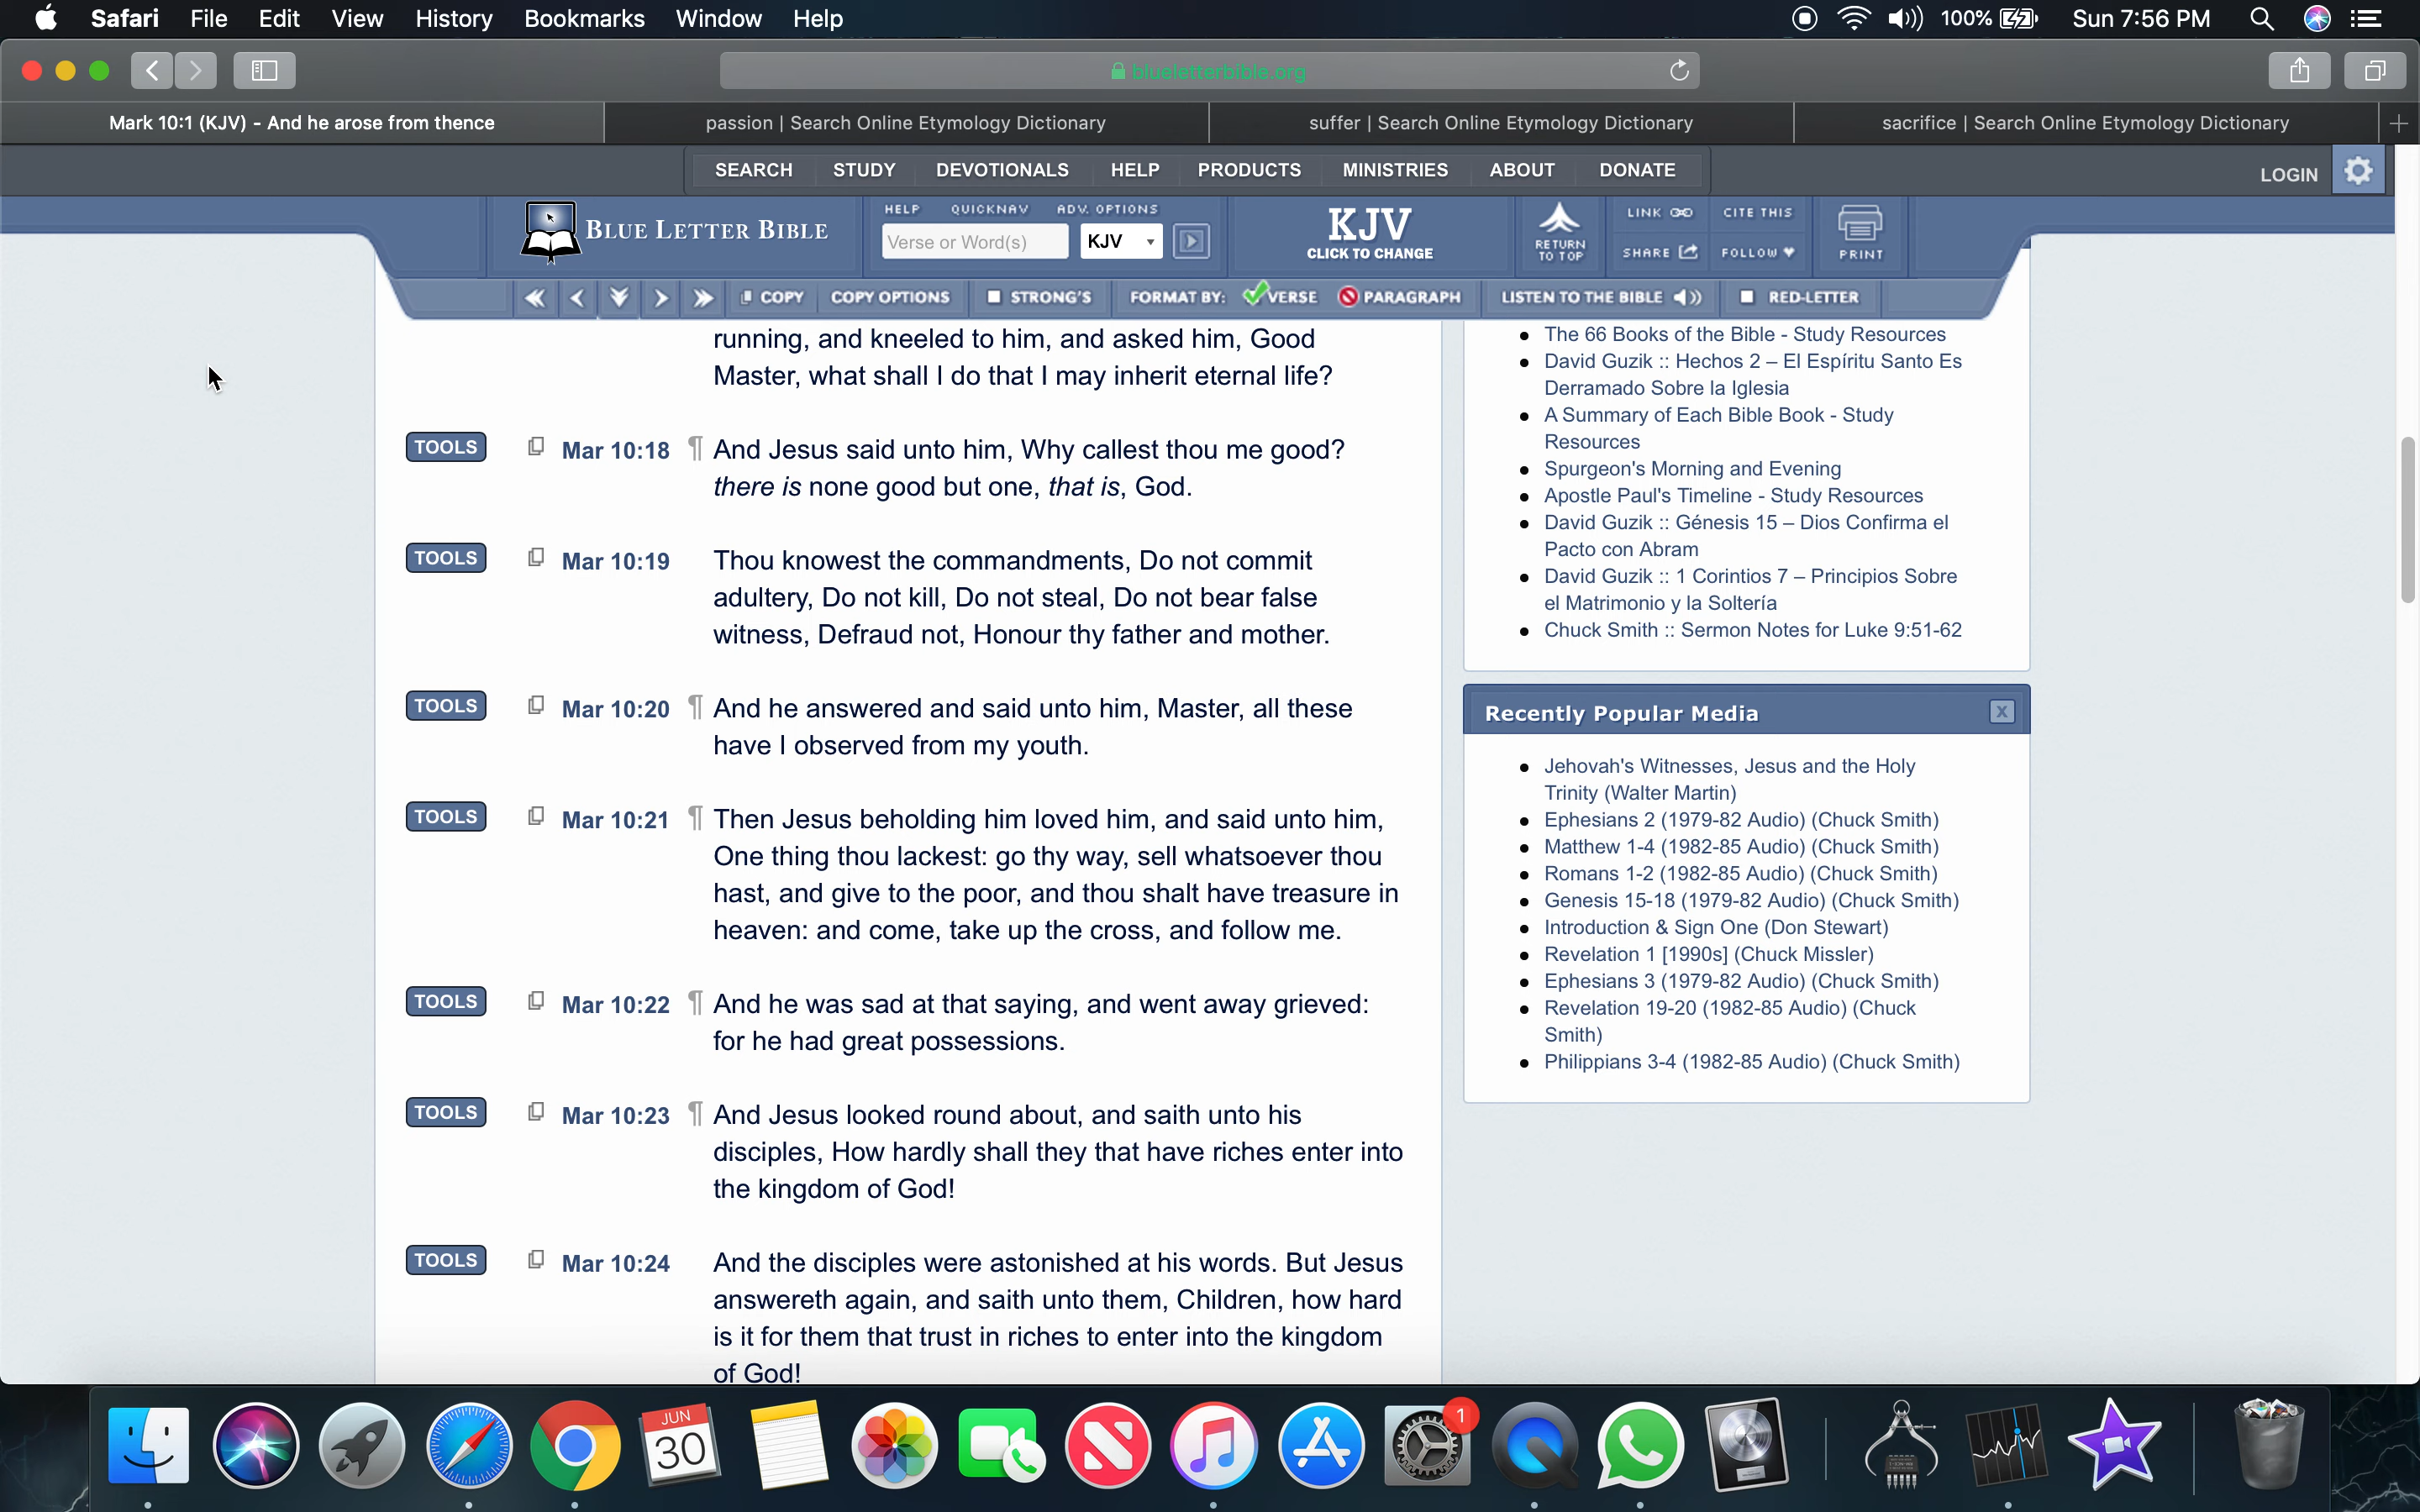 Safari File Edit View History Bookmarks Window Help 100% Sun 7:56 PM
blueletterbible.org
Mark 10:1 (KJV) - And he arose from thence
passion | Search Online Etymology Dictionary
suffer | Search Online Etymology Dictionary
sacrifice | Search Online Etymology Dictionary
SEARCH STUDY DEVOTIONALS HELP PRODUCTS MINISTRIES ABOUT DONATE
LOGIN
BLUE LETTER BIBLE
HELP QUICKNAV ADV. OPTIONS
Verse or Word(s) KJV
KJV
CLICK TO CHANGE
RETURN
TO TOP
LINK CITE THIS
SHARE FOLLOW
PRINT
COPY COPY OPTIONS STRONG'S FORMAT BY: VERSE PARAGRAPH LISTEN TO THE BIBLE RED-LETTER
running, and kneeled to him, and asked him, Good
Master, what shall I do that I may inherit eternal life?
TOOLS Mar 10:18 ¶ And Jesus said unto him, Why callest thou me good?
there is none good but one, that is, God.
TOOLS Mar 10:19 Thou knowest the commandments, Do not commit
adultery, Do not kill, Do not steal, Do not bear false
witness, Defraud not, Honour thy father and mother.
TOOLS Mar 10:20 ¶ And he answered and said unto him, Master, all these
have I observed from my youth.
TOOLS Mar 10:21 ¶ Then Jesus beholding him loved him, and said unto him,
One thing thou lackest: go thy way, sell whatsoever thou
hast, and give to the poor, and thou shalt have treasure in
heaven: and come, take up the cross, and follow me.
TOOLS Mar 10:22 ¶ And he was sad at that saying, and went away grieved:
for he had great possessions.
TOOLS Mar 10:23 ¶ And Jesus looked round about, and saith unto his
disciples, How hardly shall they that have riches enter into
the kingdom of God!
TOOLS Mar 10:24 And the disciples were astonished at his words. But Jesus
answereth again, and saith unto them, Children, how hard
is it for them that trust in riches to enter into the kingdom
of God!
The 66 Books of the Bible - Study Resources
David Guzik :: Hechos 2 – El Espíritu Santo Es
Derramado Sobre la Iglesia
A Summary of Each Bible Book - Study
Resources
Spurgeon's Morning and Evening
Apostle Paul's Timeline - Study Resources
David Guzik :: Génesis 15 – Dios Confirma el
Pacto con Abram
David Guzik :: 1 Corintios 7 – Principios Sobre
el Matrimonio y la Soltería
Chuck Smith :: Sermon Notes for Luke 9:51-62
Recently Popular Media X
Jehovah's Witnesses, Jesus and the Holy
Trinity (Walter Martin)
Ephesians 2 (1979-82 Audio) (Chuck Smith)
Matthew 1-4 (1982-85 Audio) (Chuck Smith)
Romans 1-2 (1982-85 Audio) (Chuck Smith)
Genesis 15-18 (1979-82 Audio) (Chuck Smith)
Introduction & Sign One (Don Stewart)
Revelation 1 [1990s] (Chuck Missler)
Ephesians 3 (1979-82 Audio) (Chuck Smith)
Revelation 19-20 (1982-85 Audio) (Chuck
Smith)
Philippians 3-4 (1982-85 Audio) (Chuck Smith)
JUN
30
1